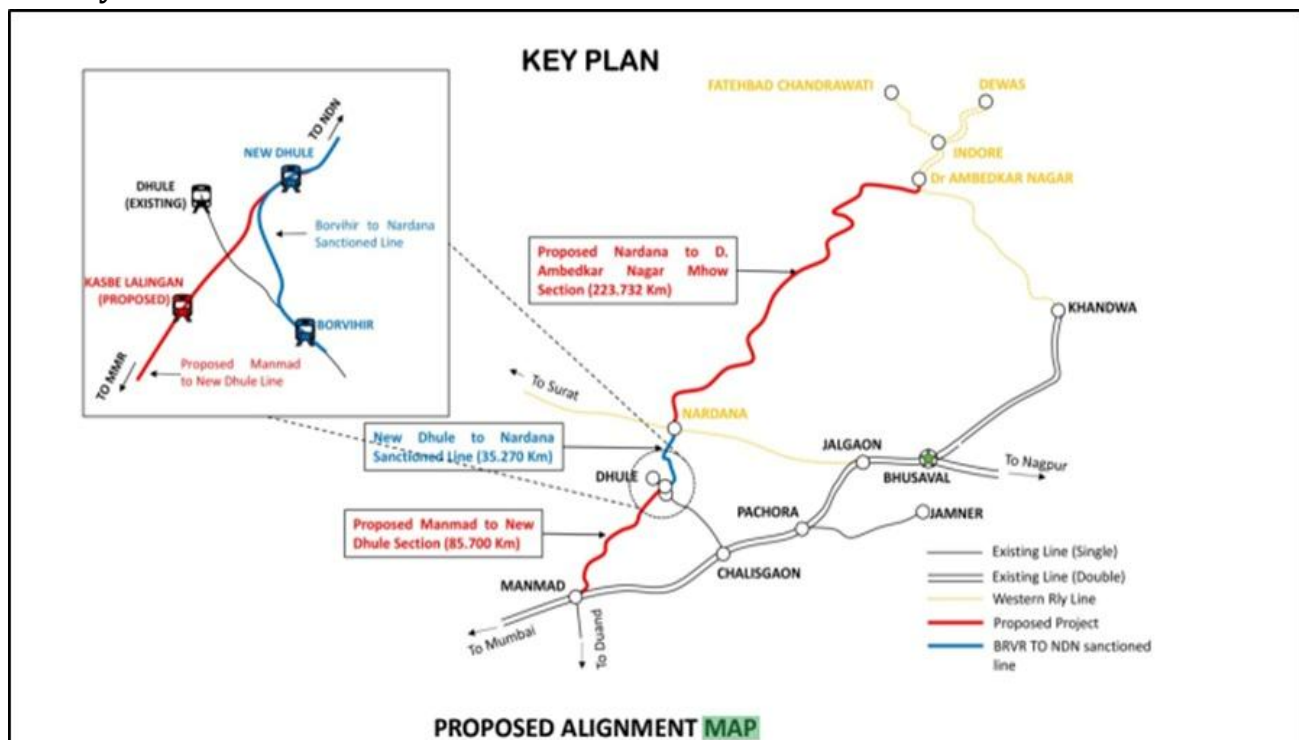 KEY PLAN
TO NDN
NEW DHULE
DHULE
(EXISTING)
Borvihir to Nardana
Sanctioned Line
KASBE LALINGAN
(PROPOSED)
BORVIHIR
TO MMR
Proposed Manmad
to New Dhule Line
FATEHBAD CHANDRAWATI
DEWAS
INDORE
Dr AMBEDKAR NAGAR
Proposed Nardana to D.
Ambedkar Nagar Mhow
Section (223.732 Km)
KHANDWA
To Surat
NARDANA
New Dhule to Nardana
Sanctioned Line (35.270 Km)
JALGAON
BHUSAVAL
To Nagpur
DHULE
PACHORA
JAMNER
Proposed Manmad to New
Dhule Section (85.700 Km)
CHALISGAON
MANMAD
To Mumbai
To Duand
Existing Line (Single)
Existing Line (Double)
Western Rly Line
Proposed Project
BRVR TO NDN sanctioned
line
PROPOSED ALIGNMENT MAP